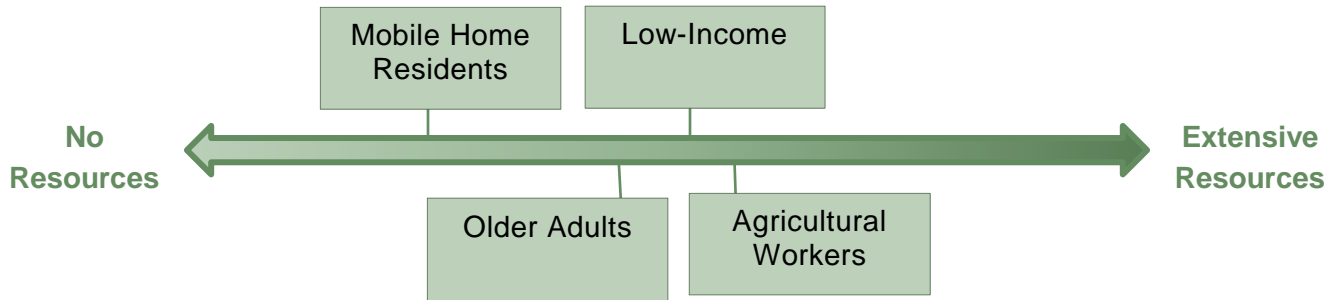 Mobile Home
Residents
Low-Income
No
Resources
Extensive
Resources
Older Adults
Agricultural
Workers